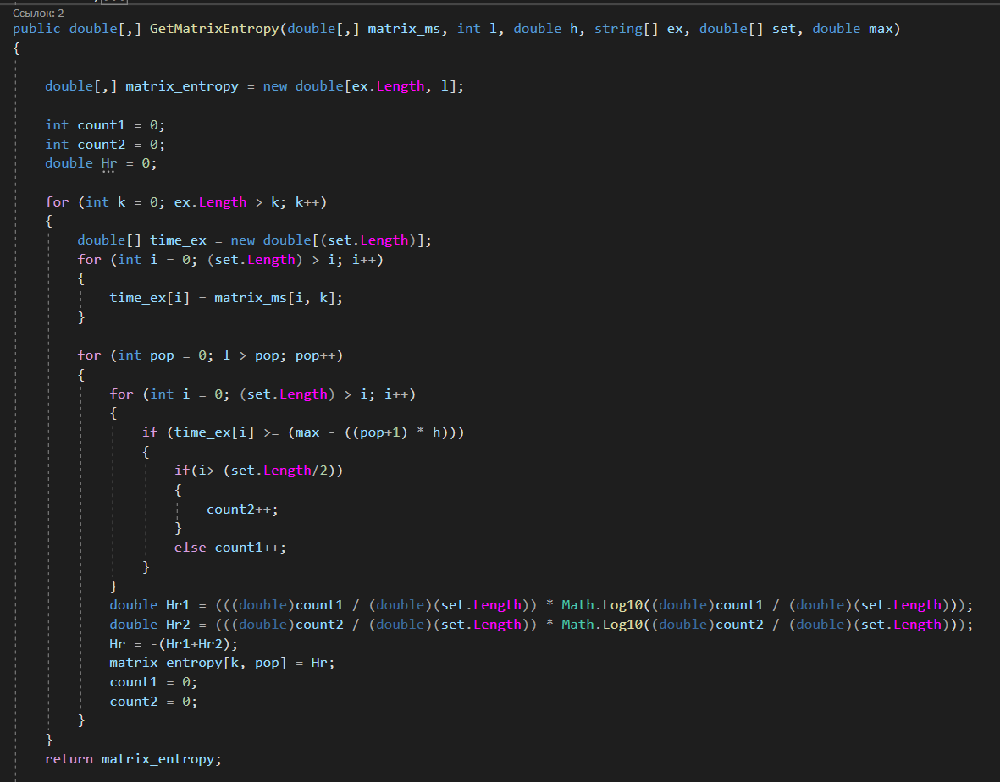 Ссылок: 2
public double[,] GetMatrixEntropy(double[,] matrix_ms, int l, double h, string[] ex, double[] set, double max)
{
double[,] matrix_entropy = new double[ex.Length, l];
int count1 = 0;
int count2 = 0;
double Hr = 0;
for (int k = 0; ex.Length > k; k++)
{
double[] time_ex = new double[(set.Length)];
for (int i = 0; (set.Length) > i; i++)
{
time_ex[i] = matrix_ms[i, k];
}
for (int pop = 0; l > pop; pop++)
{
for (int i = 0; (set.Length) > i; i++)
{
if (time_ex[i] >= (max - ((pop+1) * h)))
{
if(i> (set.Length/2))
{
count2++;
}
else count1++;
}
}
double Hr1 = (((double)count1 / (double)(set.Length)) * Math.Log10((double)count1 / (double)(set.Length)));
double Hr2 = (((double)count2 / (double)(set.Length)) * Math.Log10((double)count2 / (double)(set.Length)));
Hr = -(Hr1+Hr2);
matrix_entropy[k, pop] = Hr;
count1 = 0;
count2 = 0;
}
}
return matrix_entropy;